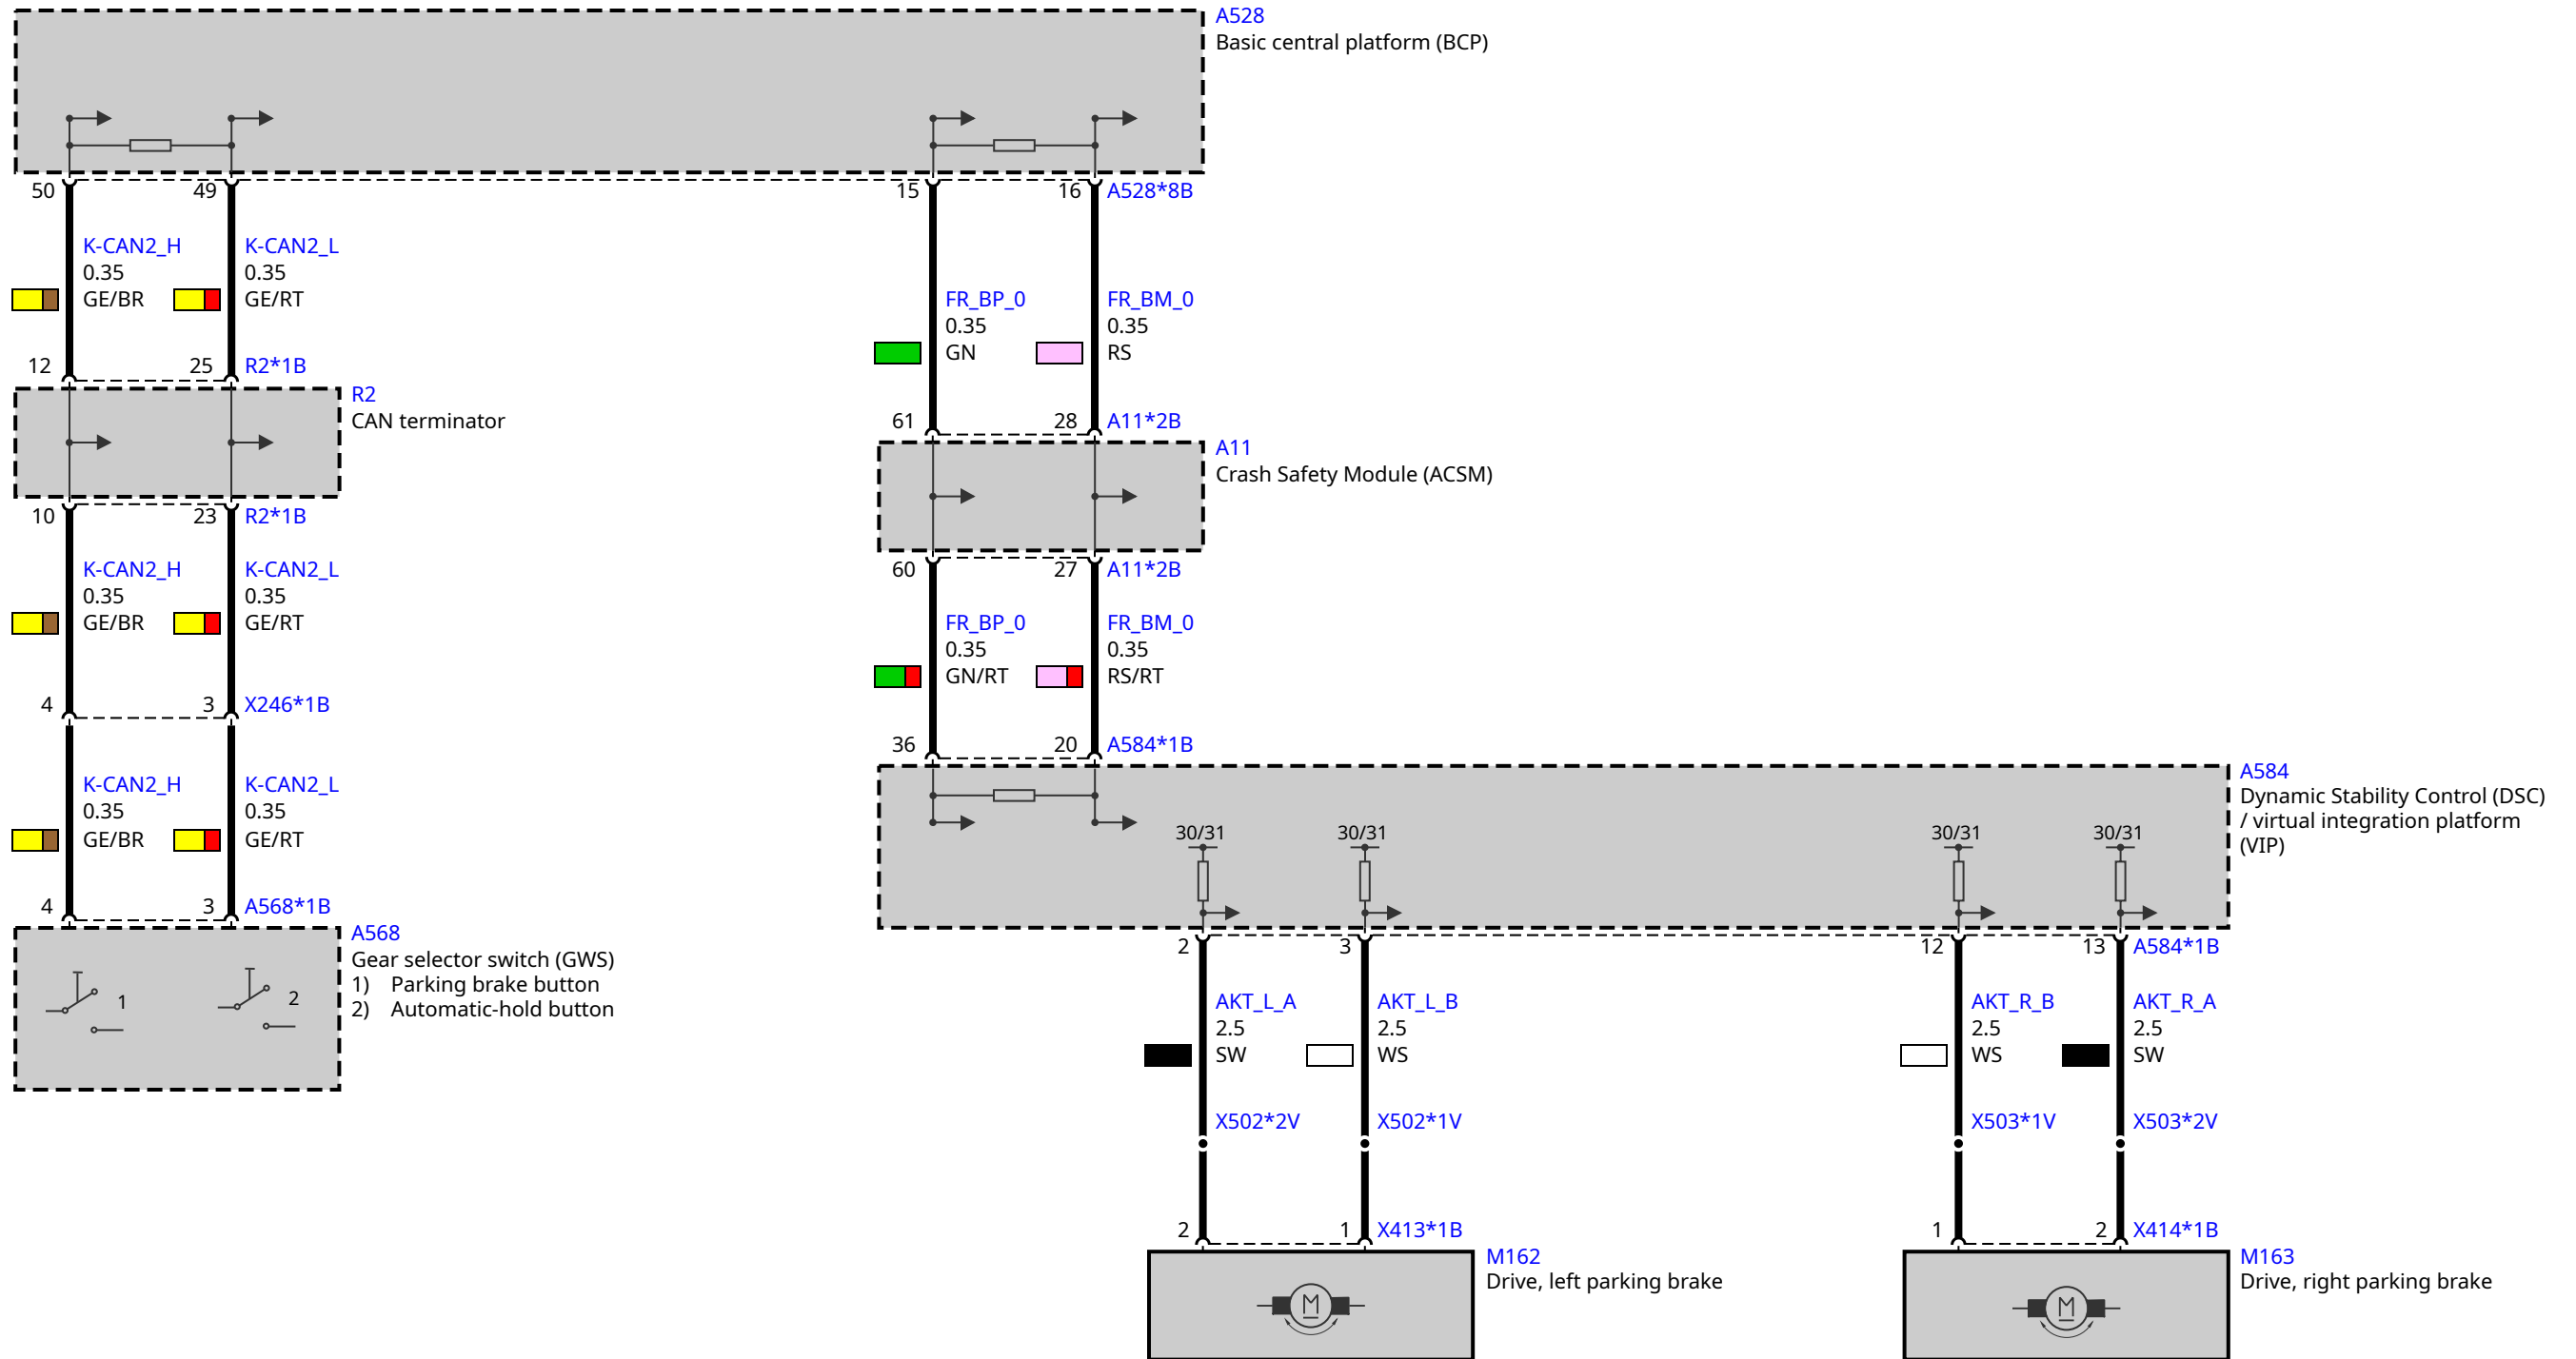 A528
Basic central platform (BCP)
50
49
15
16
A528*8B
K-CAN2_H
0.35
GE/BR
K-CAN2_L
0.35
GE/RT
FR_BP_0
0.35
GN
FR_BM_0
0.35
RS
12
25
R2*1B
R2
CAN terminator
61
28
A11*2B
A11
Crash Safety Module (ACSM)
10
23
R2*1B
60
27
A11*2B
K-CAN2_H
0.35
GE/BR
K-CAN2_L
0.35
GE/RT
FR_BP_0
0.35
GN/RT
FR_BM_0
0.35
RS/RT
4
3
X246*1B
36
20
A584*1B
A584
Dynamic Stability Control (DSC)
/ virtual integration platform
(VIP)
K-CAN2_H
0.35
GE/BR
K-CAN2_L
0.35
GE/RT
30/31
30/31
30/31
30/31
4
3
A568*1B
A568
Gear selector switch (GWS)
1) Parking brake button
2) Automatic-hold button
1
2
2
3
12
13
A584*1B
AKT_L_A
2.5
SW
AKT_L_B
2.5
WS
AKT_R_B
2.5
WS
AKT_R_A
2.5
SW
X502*2V
X502*1V
X503*1V
X503*2V
2
1
X413*1B
1
2
X414*1B
M162
Drive, left parking brake
M163
Drive, right parking brake
M
M